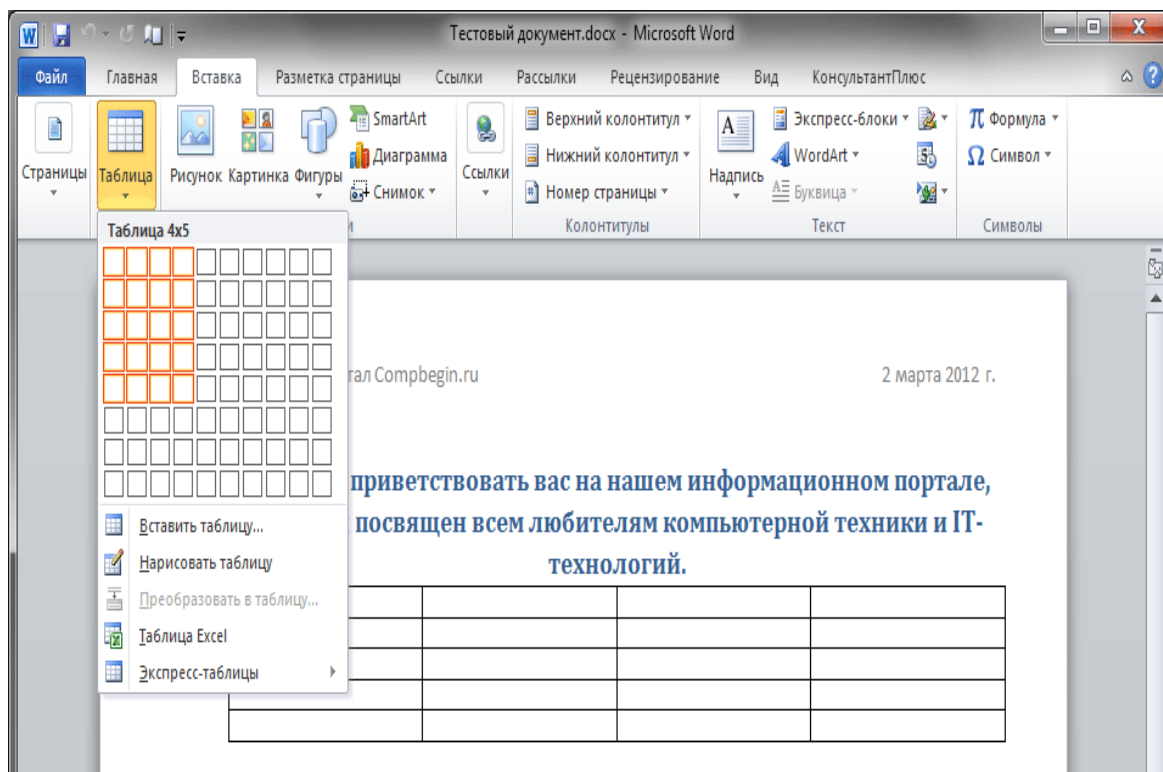 Тестовый документ.docx - Microsoft Word
Файл Главная Вставка Разметка страницы Ссылки Рассылки Рецензирование Вид КонсультантПлюс
Страницы
Таблица
Рисунок Картинка Фигуры
SmartArt
Диаграмма
Снимок
Ссылки
Верхний колонтитул
Нижний колонтитул
Номер страницы
Колонтитулы
Надпись
Экспресс-блоки
WordArt
Буквица
Текст
Формула
Символ
Символы
Таблица 4x5
Вставить таблицу...
Нарисовать таблицу
Преобразовать в таблицу...
Таблица Excel
Экспресс-таблицы
Compbegin.ru 2 марта 2012 г.
приветствовать вас на нашем информационном портале,
посвящен всем любителям компьютерной техники и IT-
технологий.